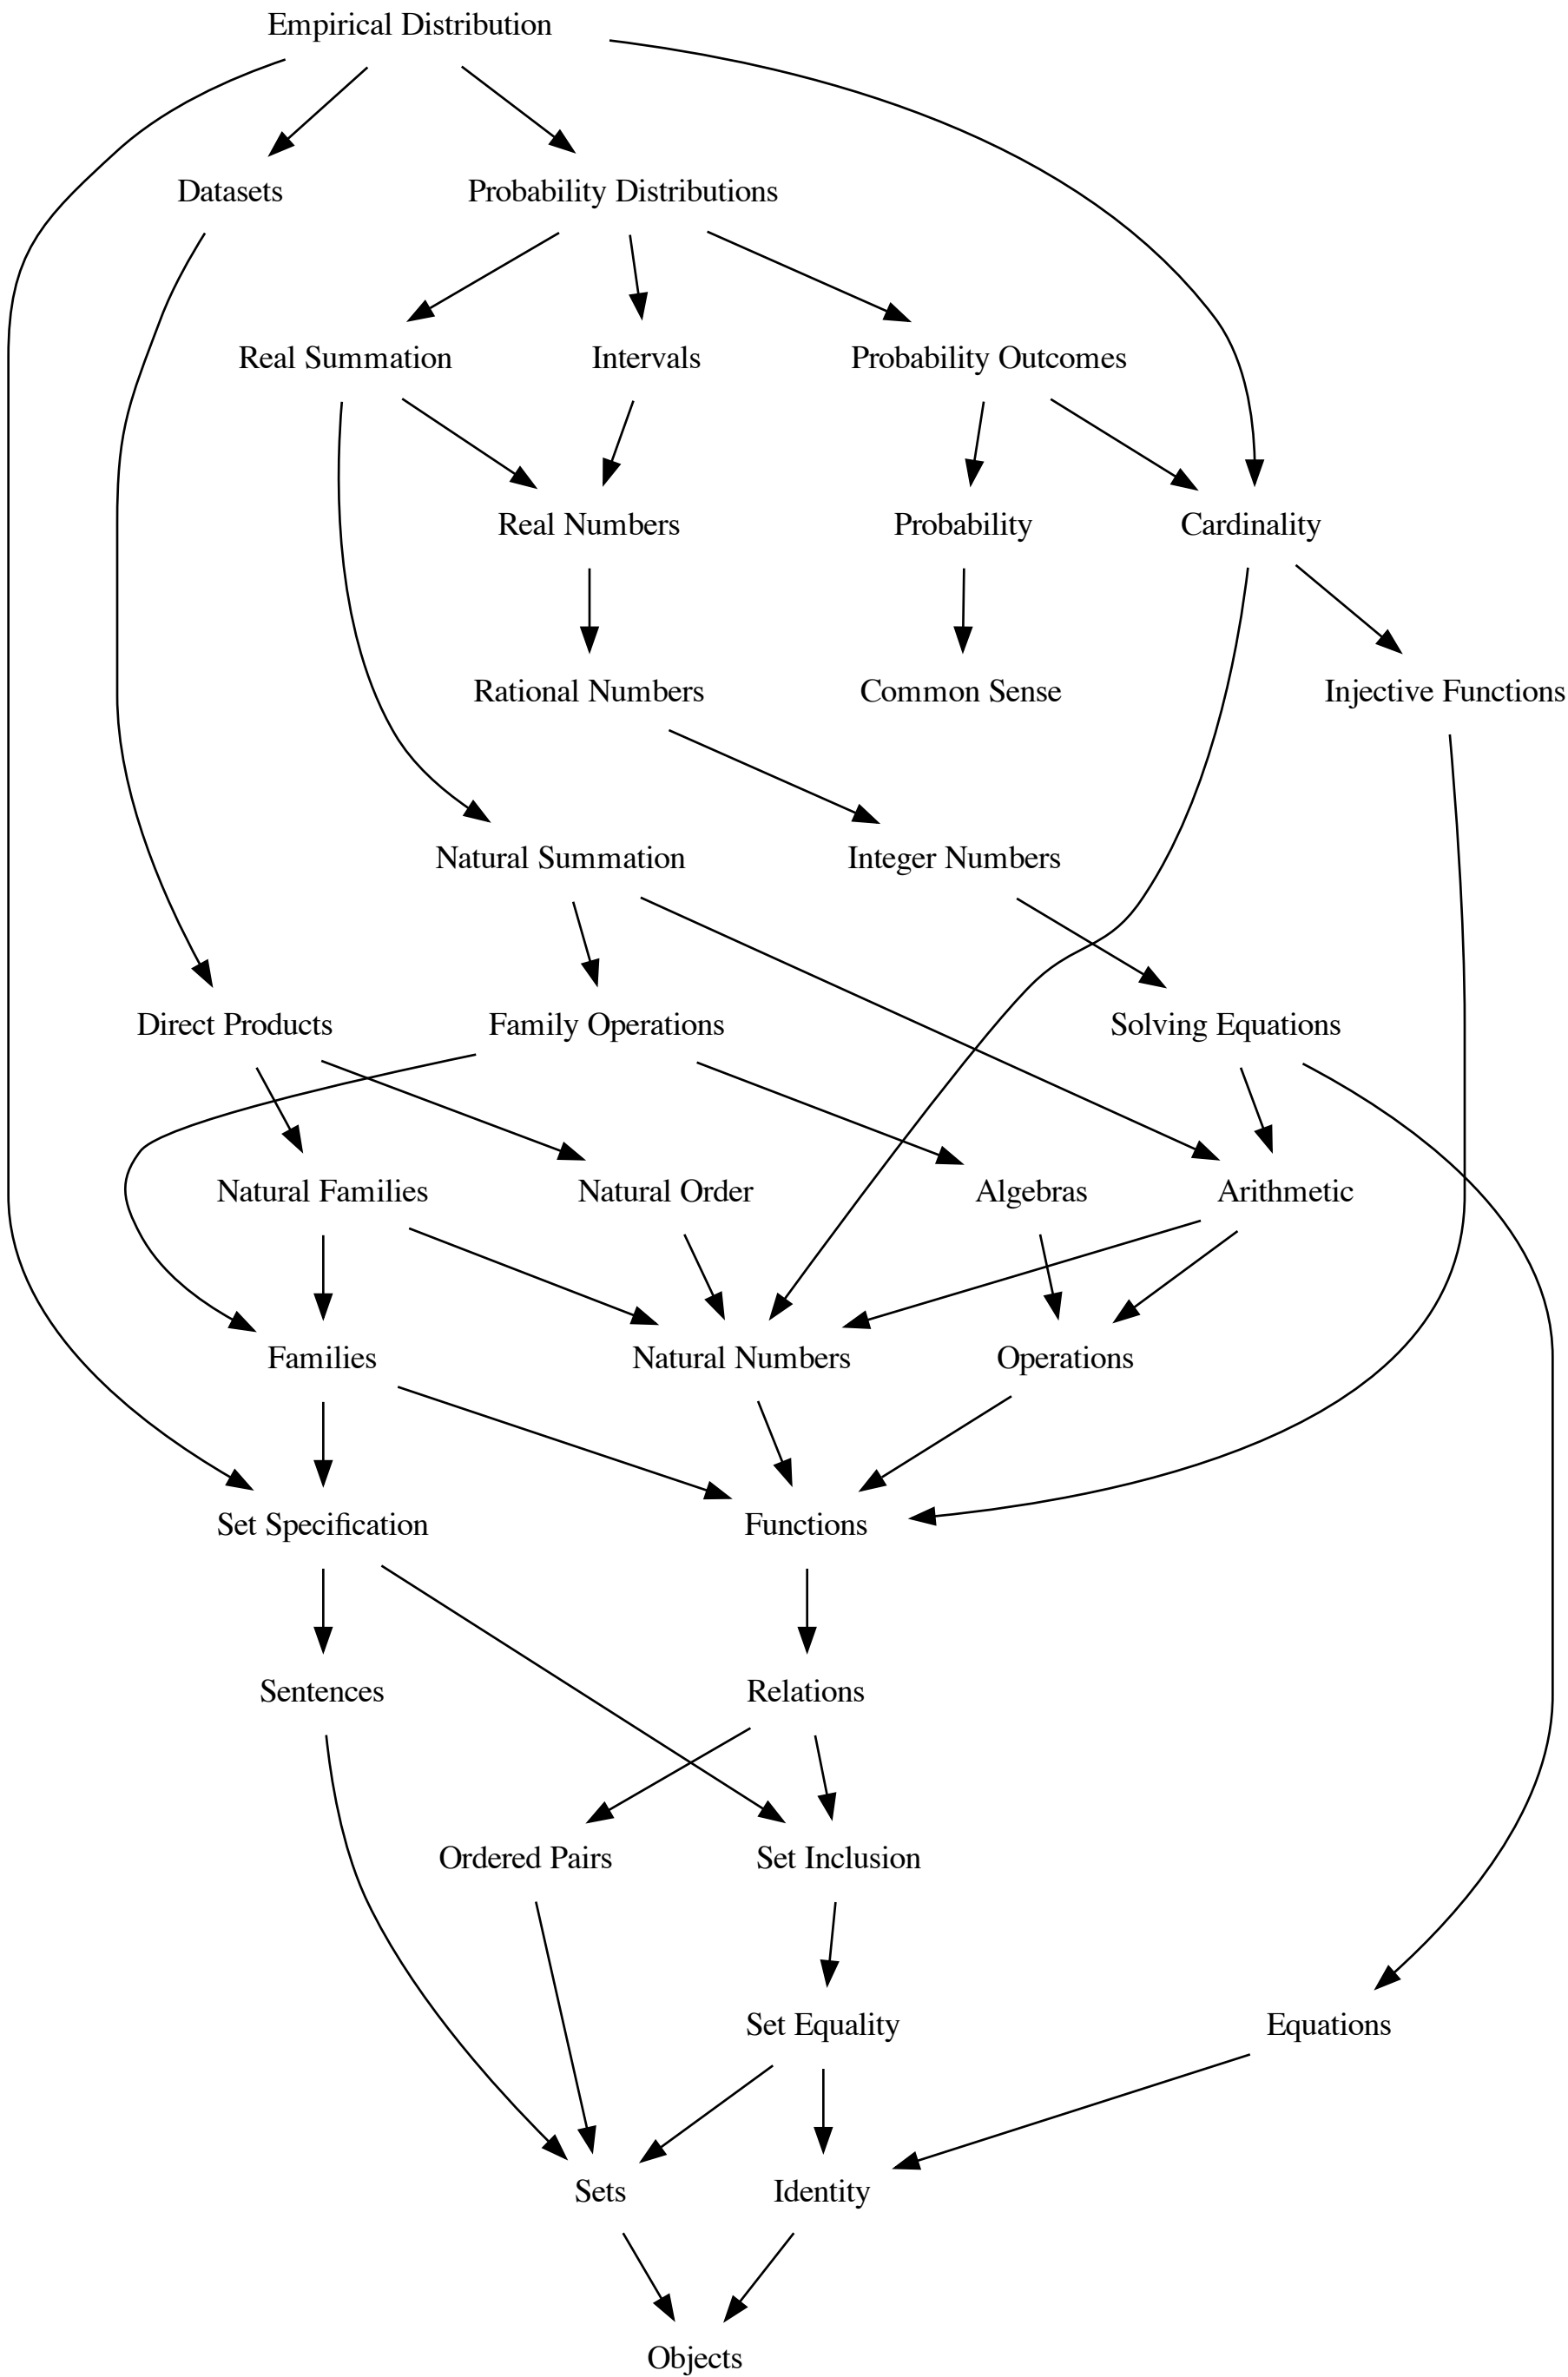 Empirical Distribution
Datasets
Probability Distributions
Real Summation
Intervals
Probability Outcomes
Real Numbers
Probability
Cardinality
Rational Numbers
Common Sense
Injective Functions
Natural Summation
Integer Numbers
Direct Products
Family Operations
Solving Equations
Natural Families
Natural Order
Algebras
Arithmetic
Families
Natural Numbers
Operations
Set Specification
Functions
Sentences
Relations
Ordered Pairs
Set Inclusion
Set Equality
Equations
Sets
Identity
Objects